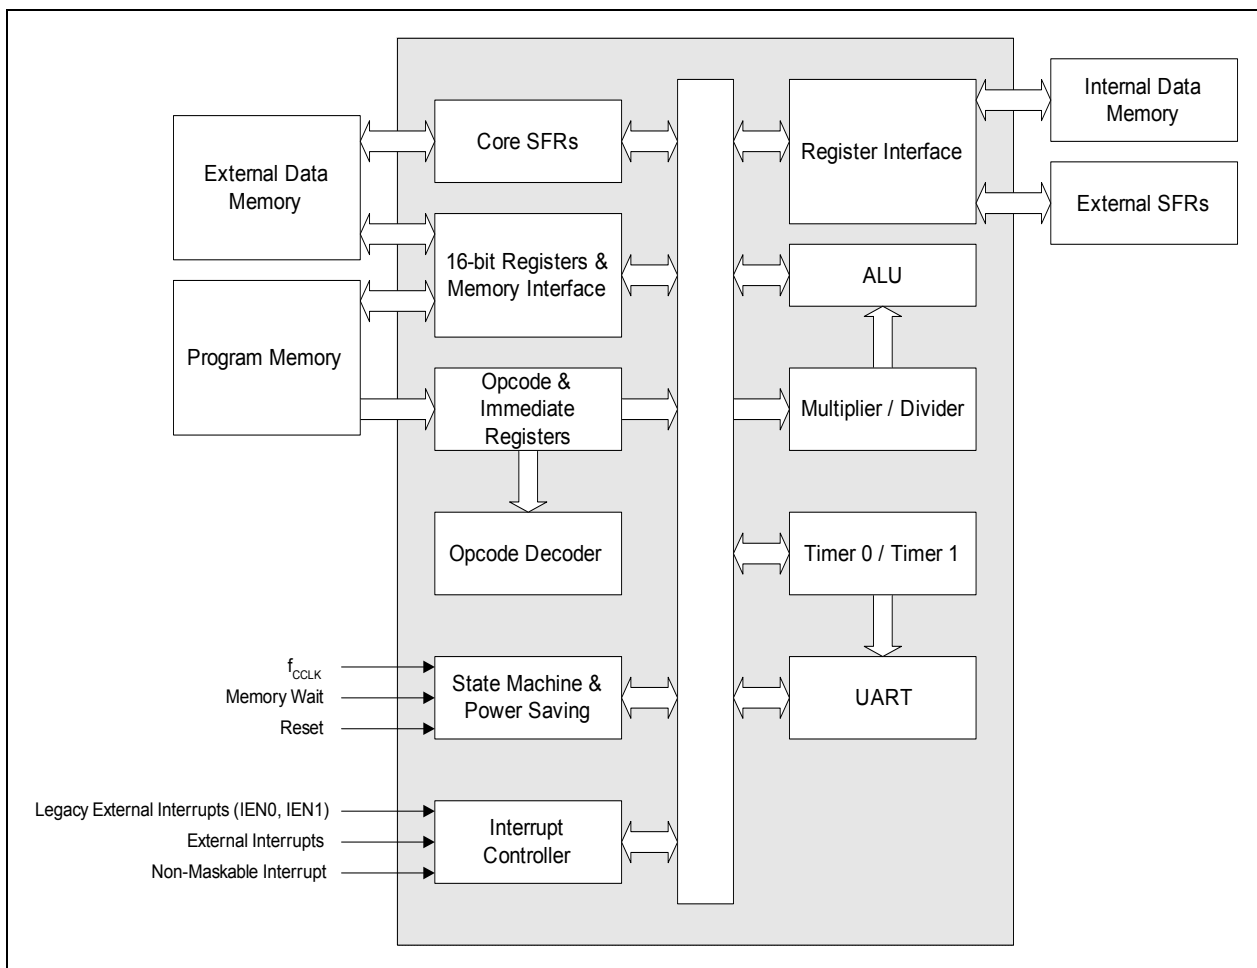 External Data
Memory
Program Memory
Core SFRs
16-bit Registers &
Memory Interface
Opcode &
Immediate
Registers
Opcode Decoder
State Machine &
Power Saving
Interrupt
Controller
f_CCLK
Memory Wait
Reset
Legacy External Interrupts (IEN0, IEN1)
External Interrupts
Non-Maskable Interrupt
Register Interface
ALU
Multiplier / Divider
Timer 0 / Timer 1
UART
Internal Data
Memory
External SFRs